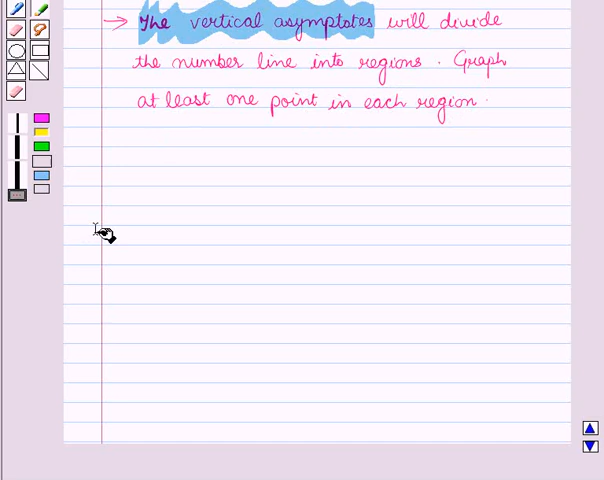 → The vertical asymptotes will divide
the number line into regions. Graph
at least one point in each region.